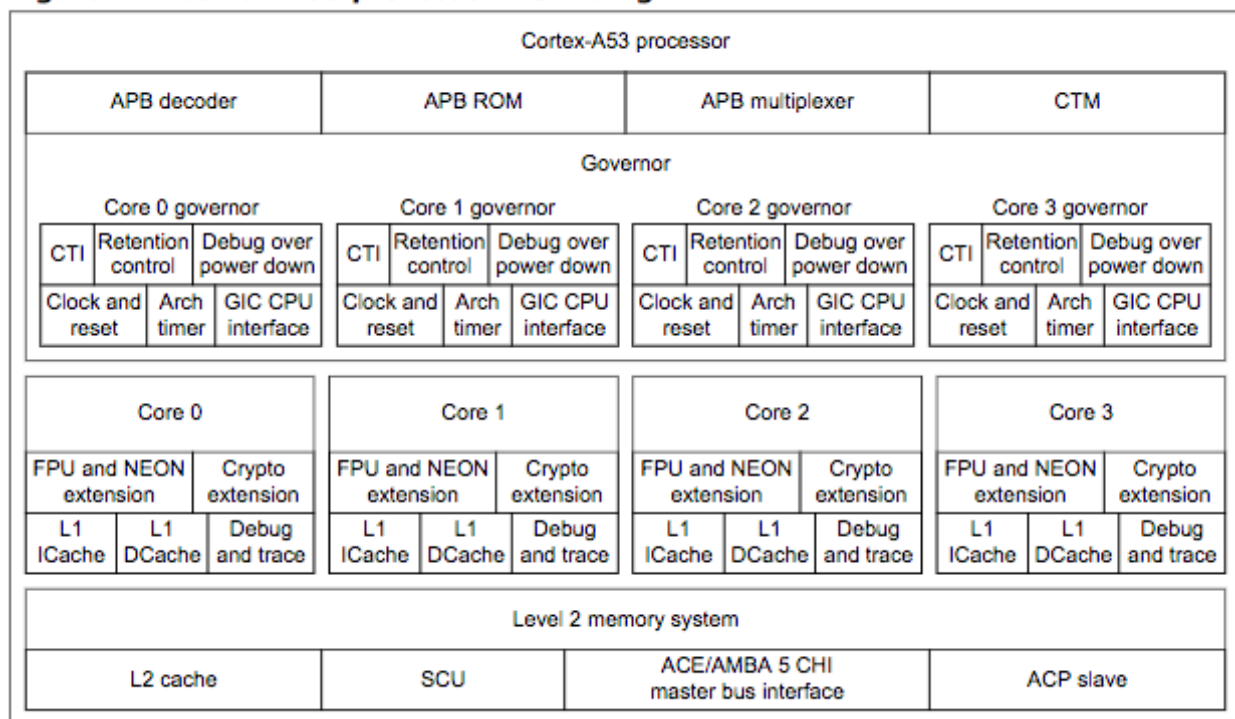 Cortex-A53 processor
APB decoder
APB ROM
APB multiplexer
CTM
Governor
Core 0 governor
Core 1 governor
Core 2 governor
Core 3 governor
CTI
Retention
control
Debug over
power down
CTI
Retention
control
Debug over
power down
CTI
Retention
control
Debug over
power down
CTI
Retention
control
Debug over
power down
Clock and
reset
Arch
timer
GIC CPU
interface
Clock and
reset
Arch
timer
GIC CPU
interface
Clock and
reset
Arch
timer
GIC CPU
interface
Clock and
reset
Arch
timer
GIC CPU
interface
Core 0
Core 1
Core 2
Core 3
FPU and NEON
extension
Crypto
extension
FPU and NEON
extension
Crypto
extension
FPU and NEON
extension
Crypto
extension
FPU and NEON
extension
Crypto
extension
L1
ICache
L1
DCache
Debug
and trace
L1
ICache
L1
DCache
Debug
and trace
L1
ICache
L1
DCache
Debug
and trace
L1
ICache
L1
DCache
Debug
and trace
Level 2 memory system
L2 cache
SCU
ACE/AMBA 5 CHI
master bus interface
ACP slave